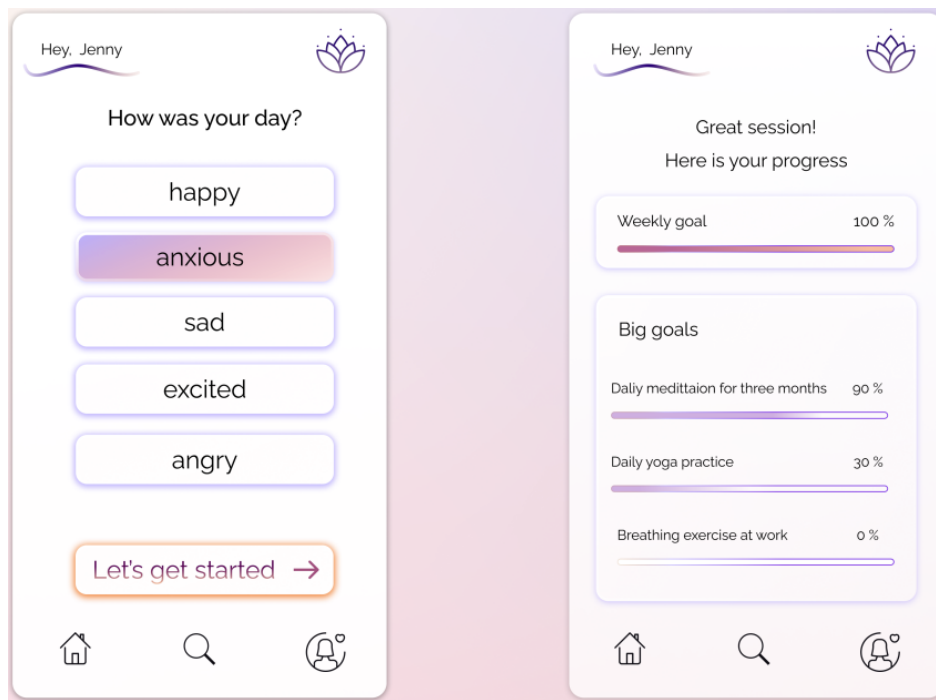 Hey, Jenny
How was your day?
happy
anxious
sad
excited
angry
Let's get started
Hey, Jenny
Great session!
Here is your progress
Weekly goal 100 %
Big goals
Daliy medittaion for three months 90 %
Daily yoga practice 30 %
Breathing exercise at work 0 %